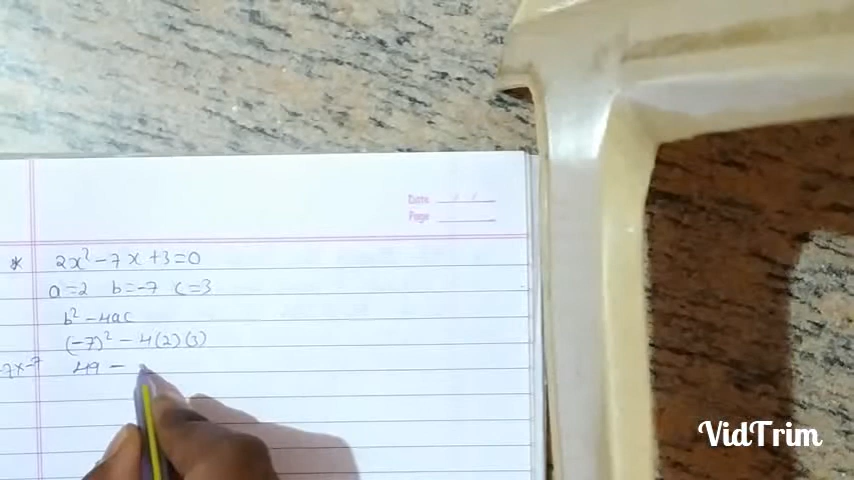 Date / /
Page
* 2x² - 7x + 3 = 0
a = 2 b = -7 c = 3
b² - 4ac
(-7)² - 4(2)(3)
-7x-7 49 -
VidTrim